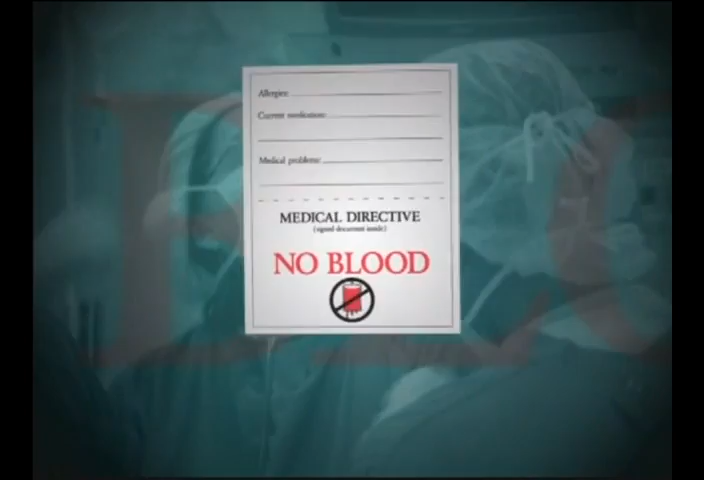 Allergies:
Current medication:
Medical problems:
MEDICAL DIRECTIVE
(signed document inside)
NO BLOOD